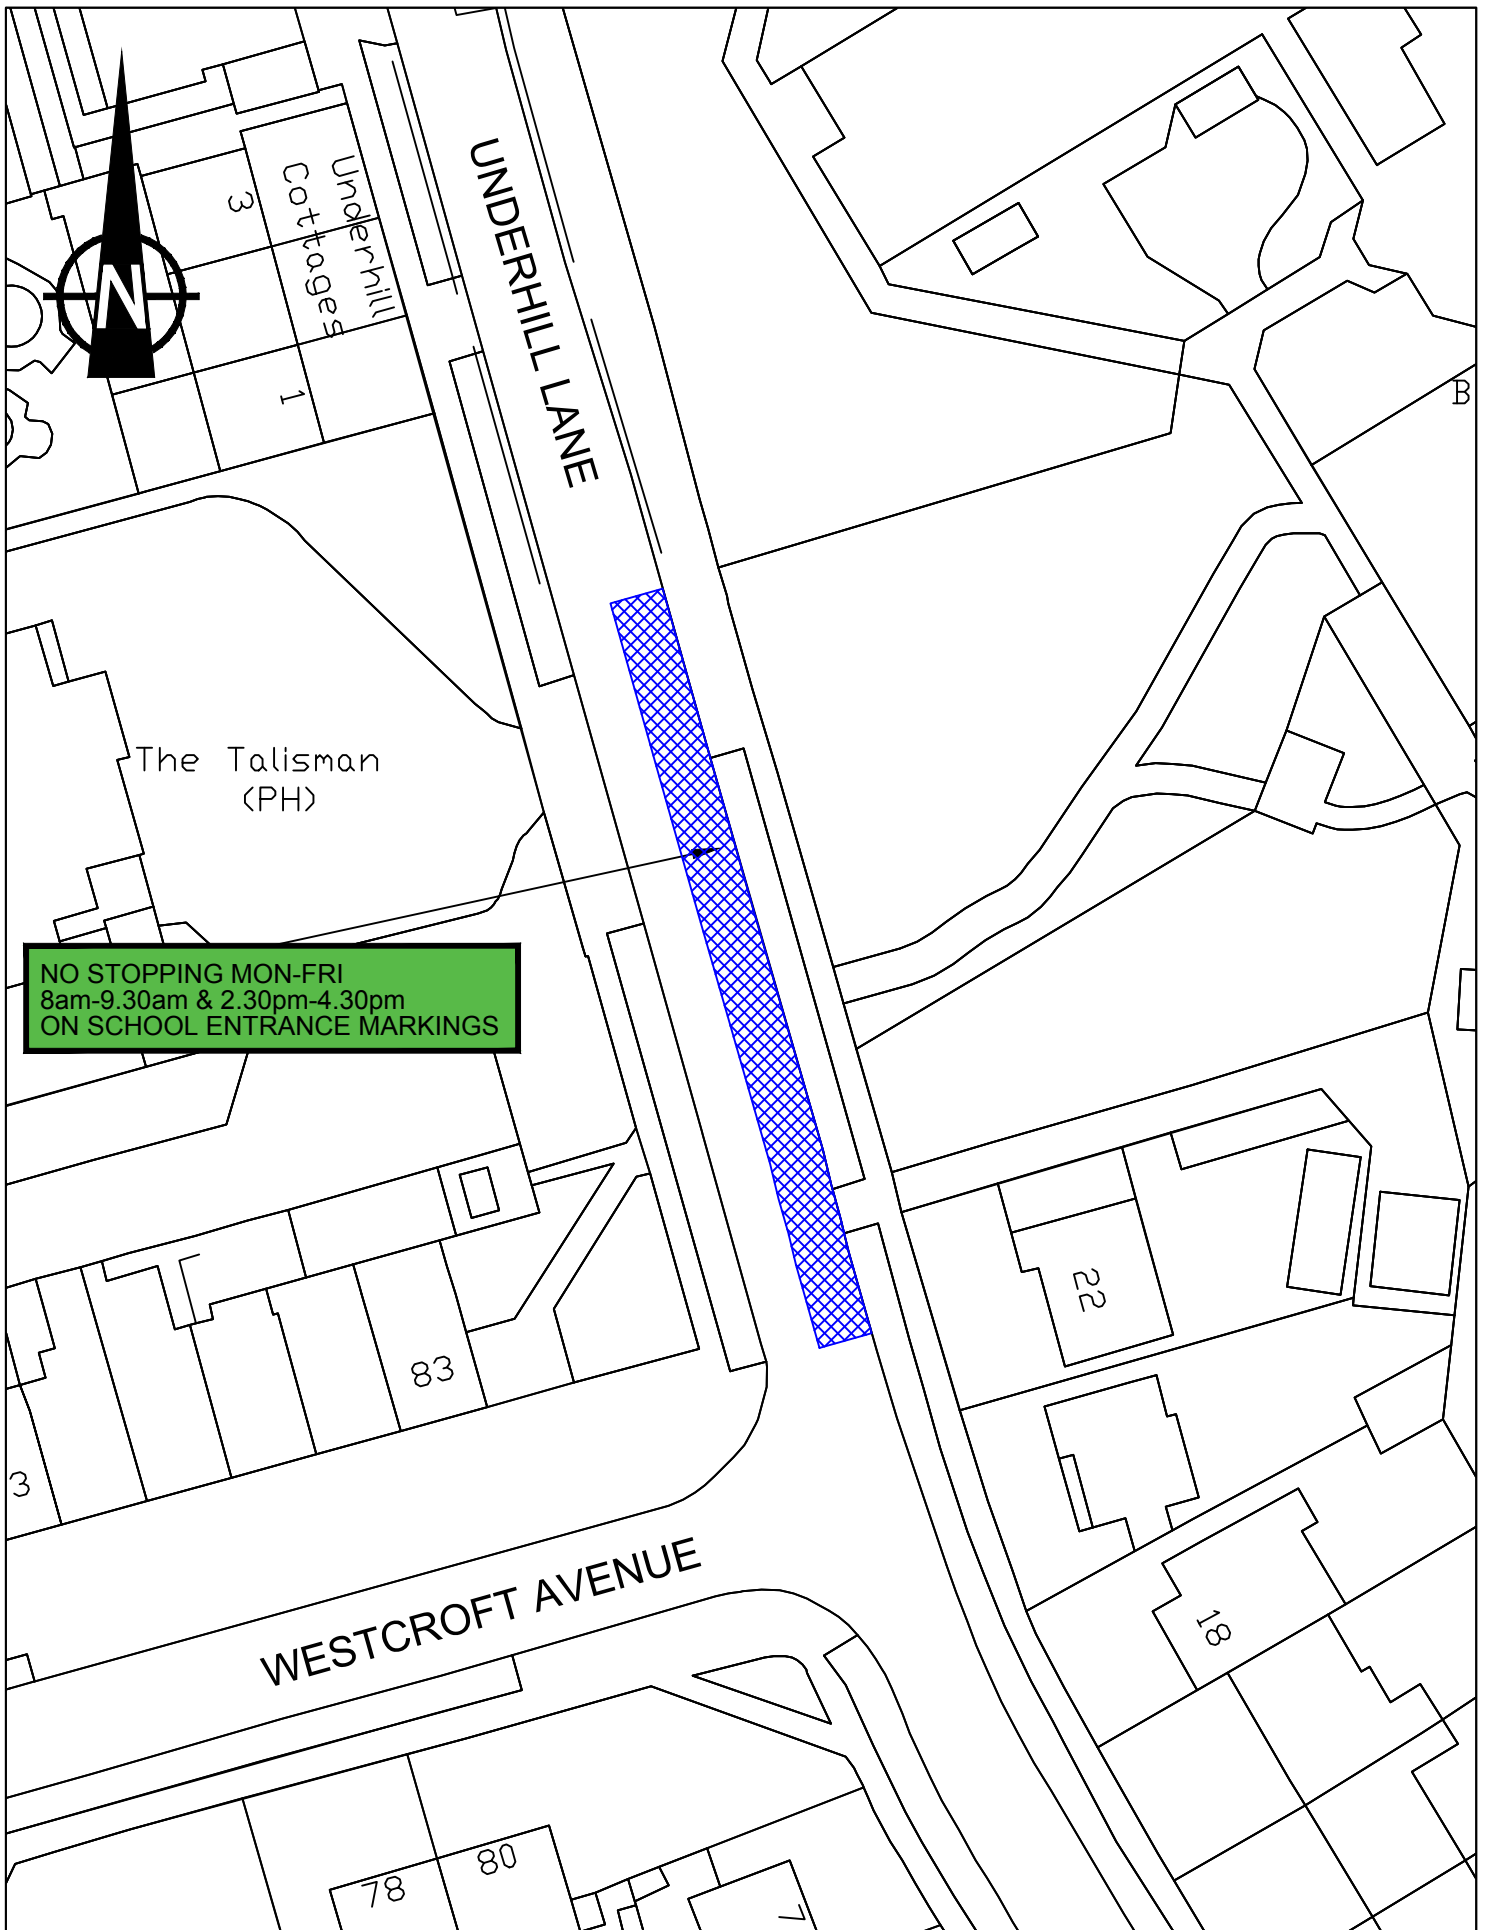 UNDERHILL LANE
Underhill
Cottages
3
1
N
B
The Talisman
(PH)
NO STOPPING MON-FRI
8am-9.30am & 2.30pm-4.30pm
ON SCHOOL ENTRANCE MARKINGS
22
83
3
WESTCROFT AVENUE
18
80
78
7